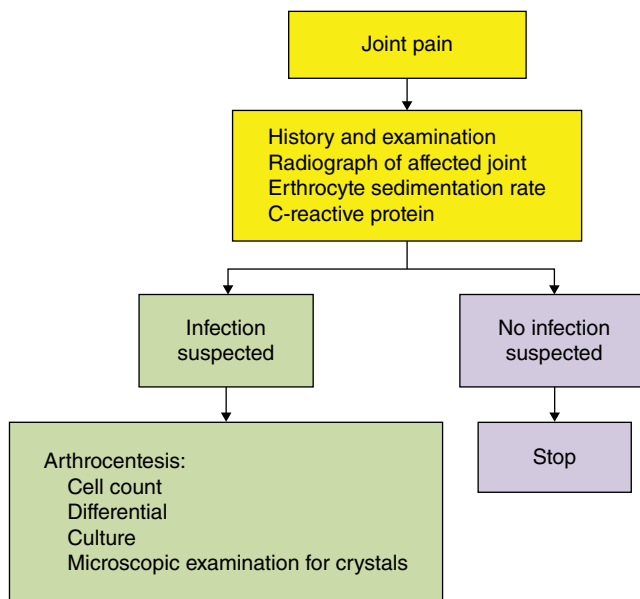 Joint pain
History and examination
Radiograph of affected joint
Erthrocyte sedimentation rate
C-reactive protein
Infection
suspected
No infection
suspected
Arthrocentesis:
Cell count
Differential
Culture
Microscopic examination for crystals
Stop